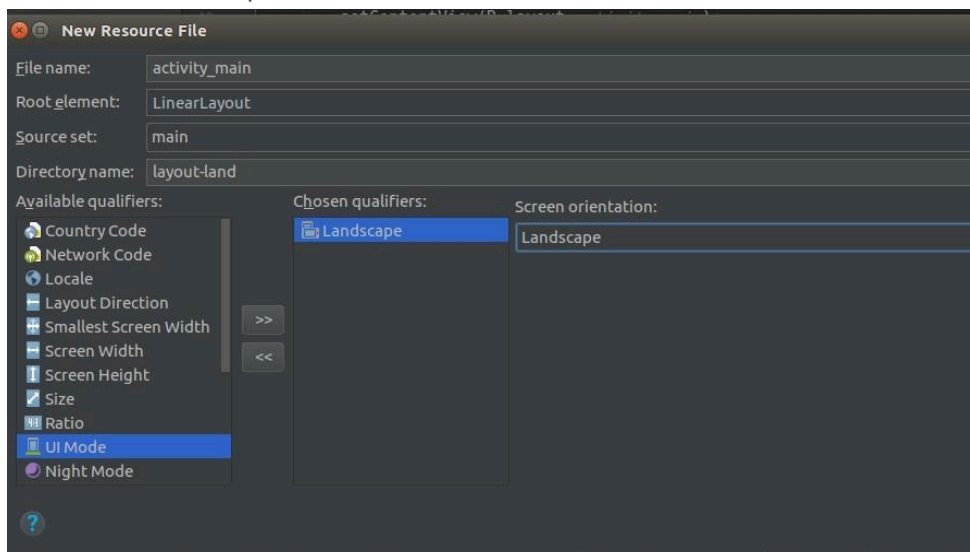 New Resource File
File name: activity_main
Root element: LinearLayout
Source set: main
Directory name: layout-land
Available qualifiers:
Country Code
Network Code
Locale
Layout Direction
Smallest Screen Width
Screen Width
Screen Height
Size
Ratio
UI Mode
Night Mode
>>
<<
Chosen qualifiers:
Landscape
Screen orientation:
Landscape
?